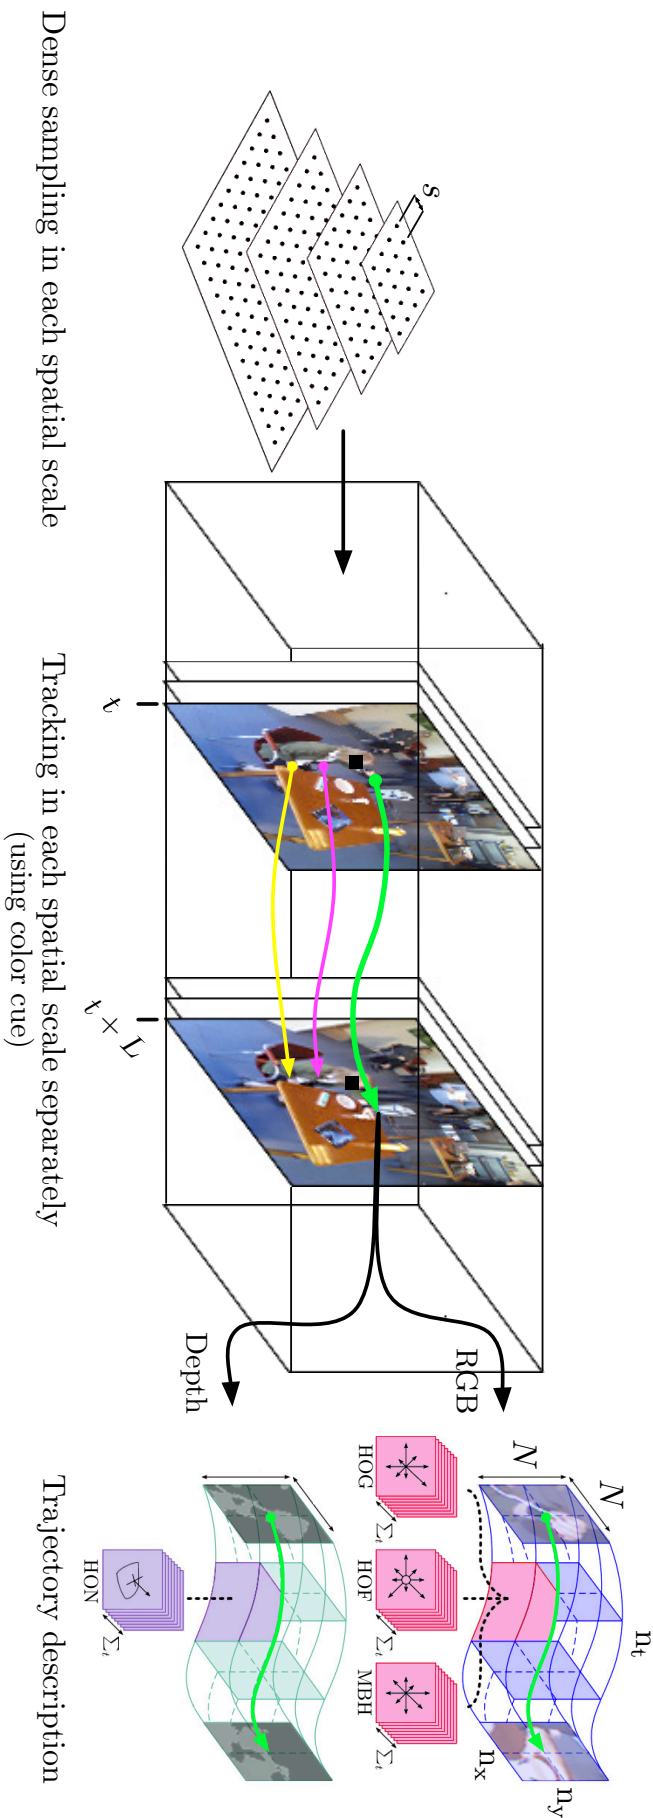 s
Dense sampling in each spatial scale
t
t + L
Tracking in each spatial scale separately
(using color cue)
RGB
Depth
N
N
n_t
n_x
n_y
HOG
Σ_t
HOF
Σ_t
MBH
Σ_t
HON
Σ_t
Trajectory description